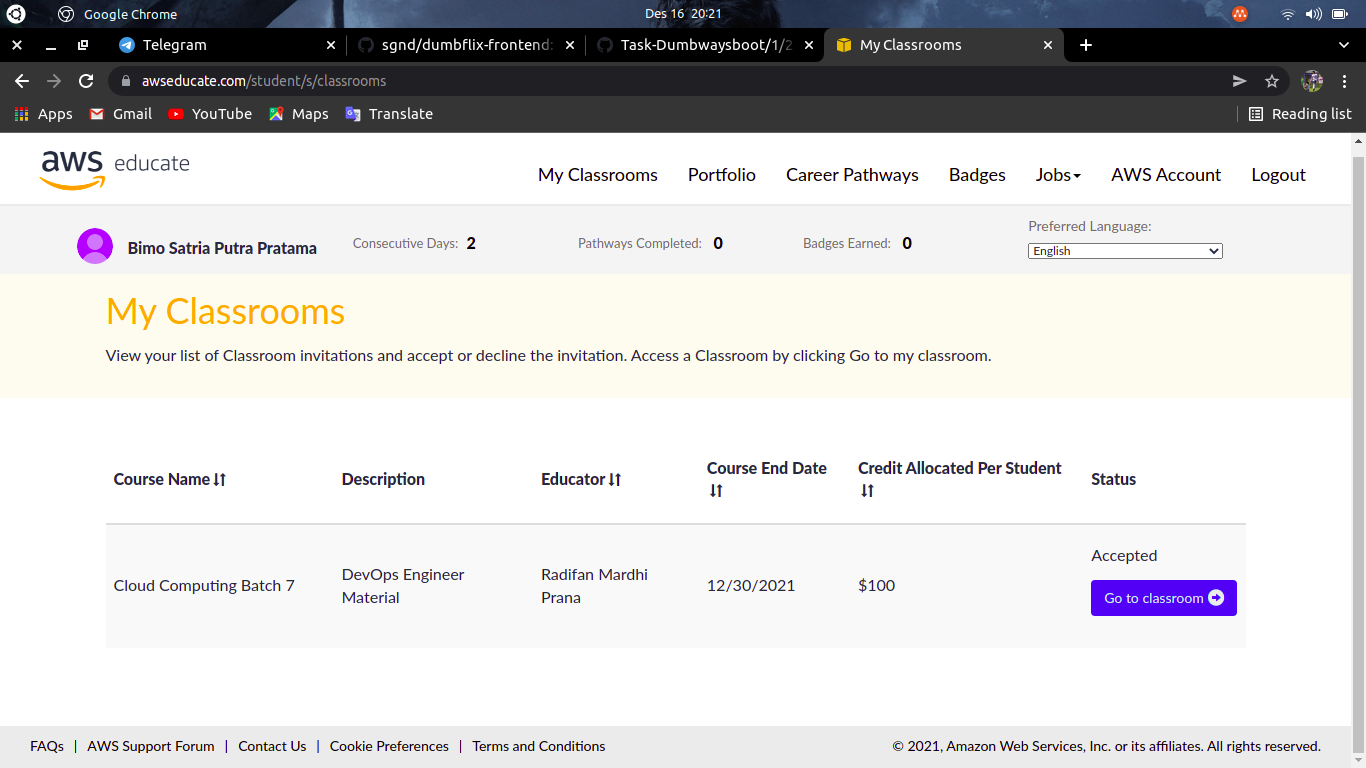 Google Chrome
Des 16 20:21
Telegram
sgnd/dumbflix-frontend:
Task-Dumbwaysboot/1/2
My Classrooms
awseducate.com/student/s/classrooms
Apps
Gmail
YouTube
Maps
Translate
Reading list
aws educate
My Classrooms
Portfolio
Career Pathways
Badges
Jobs
AWS Account
Logout
Bimo Satria Putra Pratama
Consecutive Days: 2
Pathways Completed: 0
Badges Earned: 0
Preferred Language:
English
My Classrooms
View your list of Classroom invitations and accept or decline the invitation. Access a Classroom by clicking Go to my classroom.
Course Name
Description
Educator
Course End Date
Credit Allocated Per Student
Status
Cloud Computing Batch 7
DevOps Engineer
Material
Radifan Mardhi
Prana
12/30/2021
$100
Accepted
Go to classroom
FAQs | AWS Support Forum | Contact Us | Cookie Preferences | Terms and Conditions
© 2021, Amazon Web Services, Inc. or its affiliates. All rights reserved.